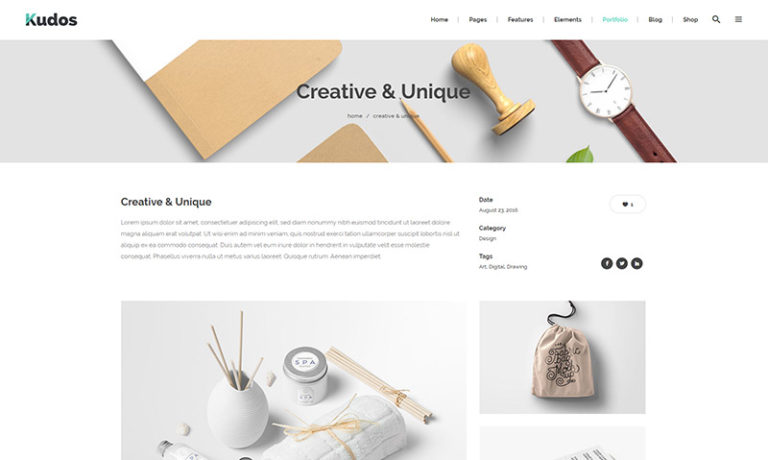 Kudos
Home | Pages | Features | Elements | Portfolio | Blog | Shop
Creative & Unique
home / creative & unique
Creative & Unique
Lorem ipsum dolor sit amet, consectetuer adipiscing elit, sed diam nonummy nibh euismod tincidunt ut laoreet dolore
magna aliquam erat volutpat. Ut wisi enim ad minim veniam, quis nostrud exerci tation ullamcorper suscipit lobortis nisl ut
aliquip ex ea commodo consequat. Duis autem vel eum iriure dolor in hendrerit in vulputate velit esse molestie
consequat. Phasellus viverra nulla ut metus varius laoreet. Quisque rutrum. Aenean imperdiet.
Date
August 23, 2016
1
Category
Design
Tags
Art, Digital, Drawing
SPA